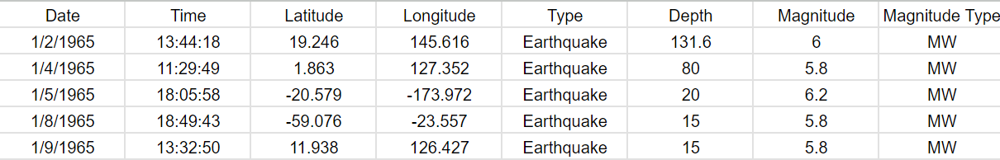 Date Time Latitude Longitude Type Depth Magnitude Magnitude Type
1/2/1965 13:44:18 19.246 145.616 Earthquake 131.6 6 MW
1/4/1965 11:29:49 1.863 127.352 Earthquake 80 5.8 MW
1/5/1965 18:05:58 -20.579 -173.972 Earthquake 20 6.2 MW
1/8/1965 18:49:43 -59.076 -23.557 Earthquake 15 5.8 MW
1/9/1965 13:32:50 11.938 126.427 Earthquake 15 5.8 MW